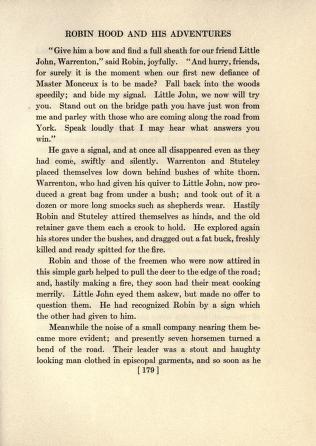 ROBIN HOOD AND HIS ADVENTURES
"Give him a bow and find a full sheath for our friend Little
John, Warrenton," said Robin, joyfully. "And hurry, friends,
for surely it is the moment when our first new defiance of
Master Monceux is to be made? Fall back into the woods
speedily; and bide my signal. Little John, we now will try
you. Stand out on the bridge path you have just won from
me and parley with those who are coming along the road from
York. Speak loudly that I may hear what answers you
win."
He gave a signal, and at once all disappeared even as they
had come, swiftly and silently. Warrenton and Stuteley
placed themselves low down behind bushes of white thorn.
Warrenton, who had given his quiver to Little John, now pro-
duced a great bag from under a bush; and took out of it a
dozen or more long smocks such as shepherds wear. Hastily
Robin and Stuteley attired themselves as hinds, and the old
retainer gave them each a crook to hold. He explored again
his stores under the bushes, and dragged out a fat buck, freshly
killed and ready spitted for the fire.
Robin and those of the freemen who were now attired in
this simple garb helped to pull the deer to the edge of the road;
and, hastily making a fire, they soon had their meat cooking
merrily. Little John eyed them askew, but made no offer to
question them. He had recognized Robin by a sign which
the other had given to him.
Meanwhile the noise of a small company nearing them be-
came more evident; and presently seven horsemen turned a
bend of the road. Their leader was a stout and haughty
looking man clothed in episcopal garments, and so soon as he
[ 179 ]